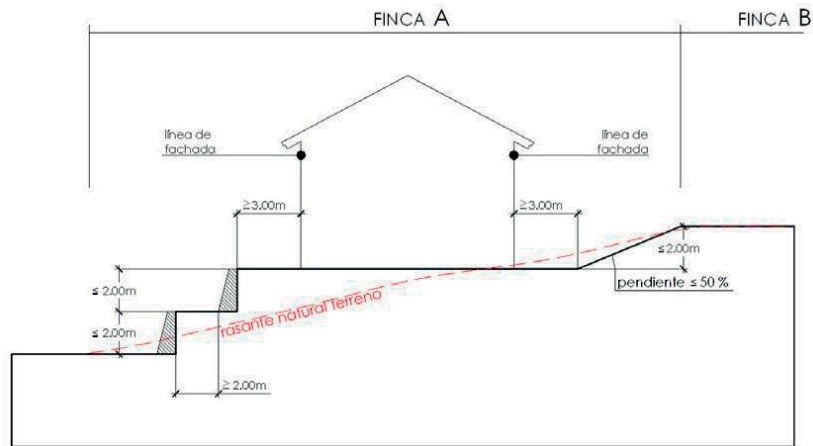 FINCA A
FINCA B
línea de
fachada
línea de
fachada
≥3.00m
≥3.00m
≤2.00m
pendiente ≤ 50 %
≤ 2.00m
≤ 2.00m
rasante natural terreno
≥ 2.00m